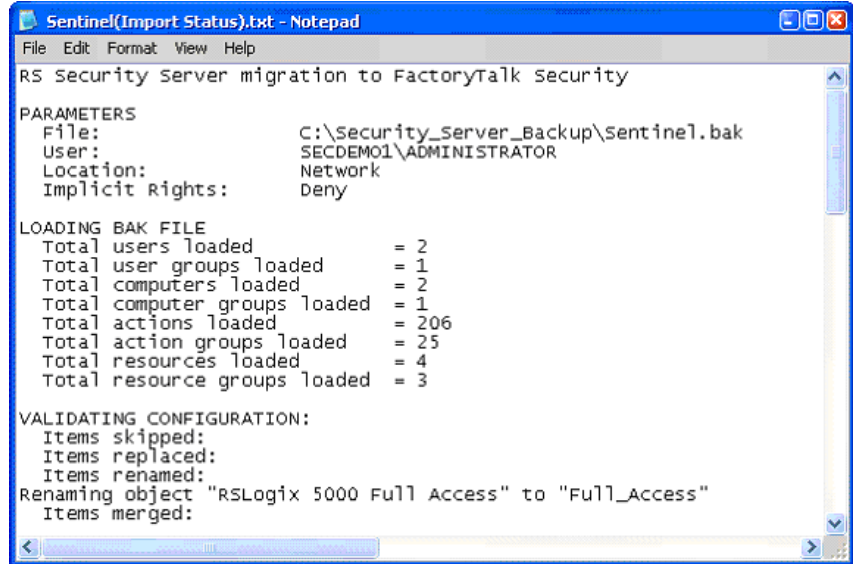 Sentinel(Import Status).txt - Notepad
File Edit Format View Help
RS Security Server migration to FactoryTalk Security
PARAMETERS
File: C:\Security_Server_Backup\Sentinel.bak
User: SECDEMO1\ADMINISTRATOR
Location: Network
Implicit Rights: Deny
LOADING BAK FILE
Total users loaded = 2
Total user groups loaded = 1
Total computers loaded = 2
Total computer groups loaded = 1
Total actions loaded = 206
Total action groups loaded = 25
Total resources loaded = 4
Total resource groups loaded = 3
VALIDATING CONFIGURATION:
Items skipped:
Items replaced:
Items renamed:
Renaming object "RSLogix 5000 Full Access" to "Full_Access"
Items merged: